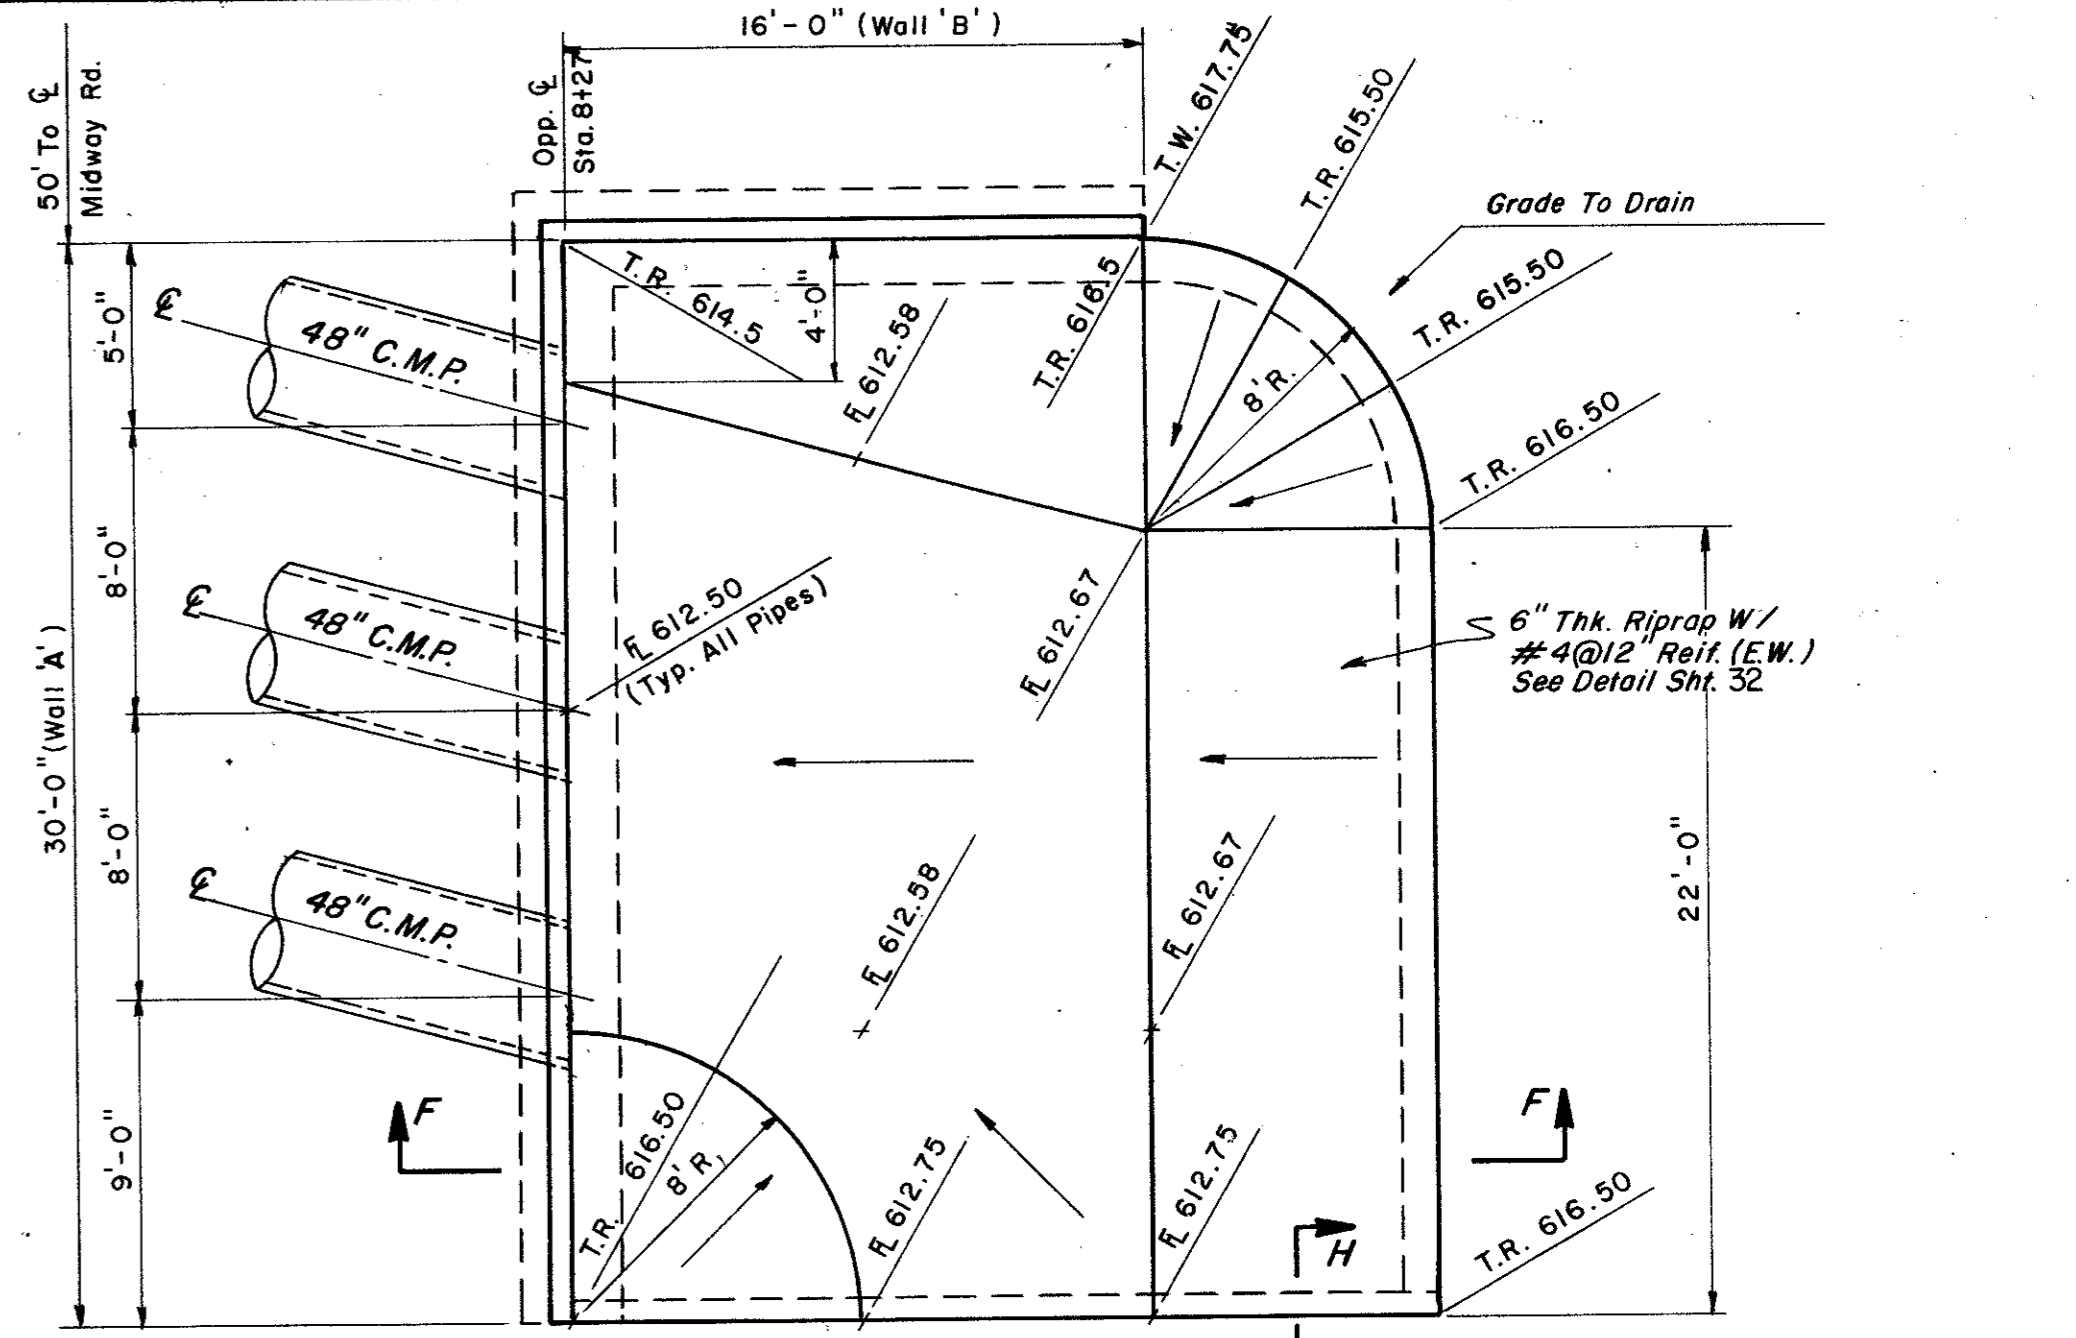 16'-0" (Wall 'B')
50' To ℄
Midway Rd.
Opp. ℄
Sta. 8+27
T.W. 617.75
T.R. 615.50
Grade To Drain
T.R. 615.50
T.R. 616.50
5'-0"
℄
48" C.M.P.
T.R. 614.5
4'-0"
FL 612.58
T.R. 616.5
8'R.
8'-0"
℄
48" C.M.P.
FL 612.50
(Typ. All Pipes)
FL 612.67
6" Thk. Riprap W/
#4@12" Reif. (E.W.)
See Detail Sht. 32
30'-0" (Wall 'A')
8'-0"
℄
48" C.M.P.
FL 612.58
FL 612.67
22'-0"
9'-0"
F
T.R. 616.50
8'R.
FL 612.75
FL 612.75
F
H
T.R. 616.50